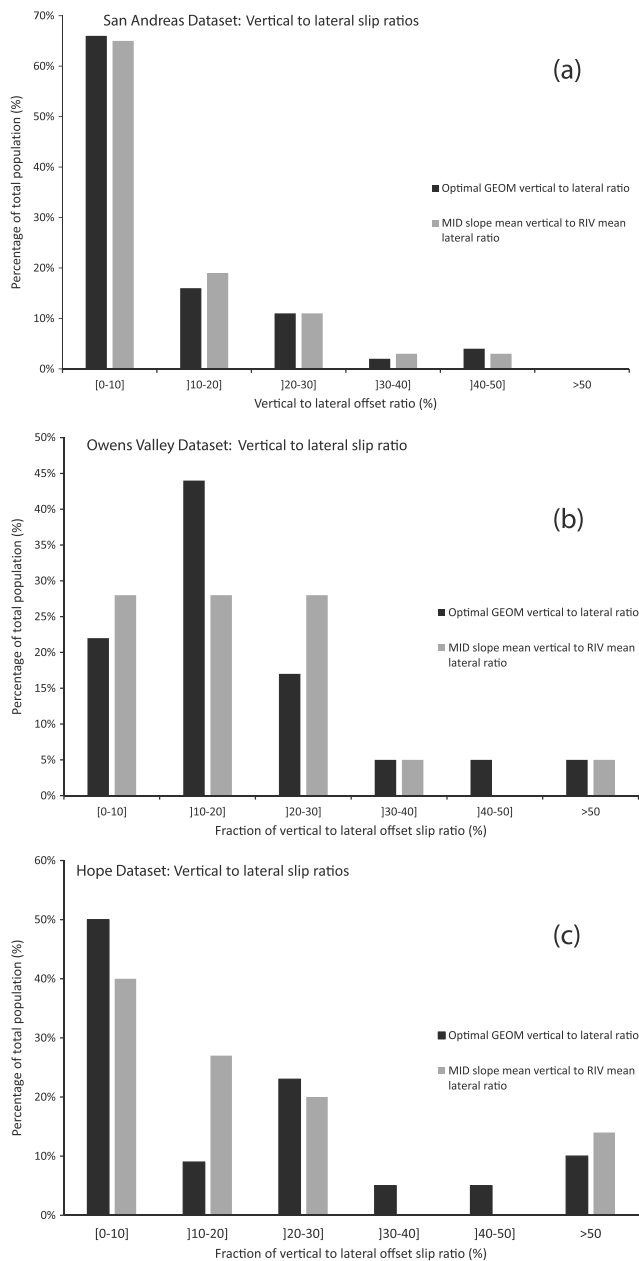 San Andreas Dataset: Vertical to lateral slip ratios
(a)
Percentage of total population (%)
70%
60%
50%
40%
30%
20%
10%
0%
Optimal GEOM vertical to lateral ratio
MID slope mean vertical to RIV mean
lateral ratio
[0-10] ]10-20] ]20-30] ]30-40] ]40-50] >50
Vertical to lateral offset ratio (%)
Owens Valley Dataset: Vertical to lateral slip ratio
(b)
Percentage of total population (%)
50%
45%
40%
35%
30%
25%
20%
15%
10%
5%
0%
Optimal GEOM vertical to lateral ratio
MID slope mean vertical to RIV mean
lateral ratio
[0-10] ]10-20] ]20-30] ]30-40] ]40-50] >50
Fraction of vertical to lateral offset slip ratio (%)
Hope Dataset: Vertical to lateral slip ratios
(c)
Percentage of total population (%)
60%
50%
40%
30%
20%
10%
0%
Optimal GEOM vertical to lateral ratio
MID slope mean vertical to RIV mean
lateral ratio
[0-10] ]10-20] ]20-30] ]30-40] ]40-50] >50
Fraction of vertical to lateral offset slip ratio (%)